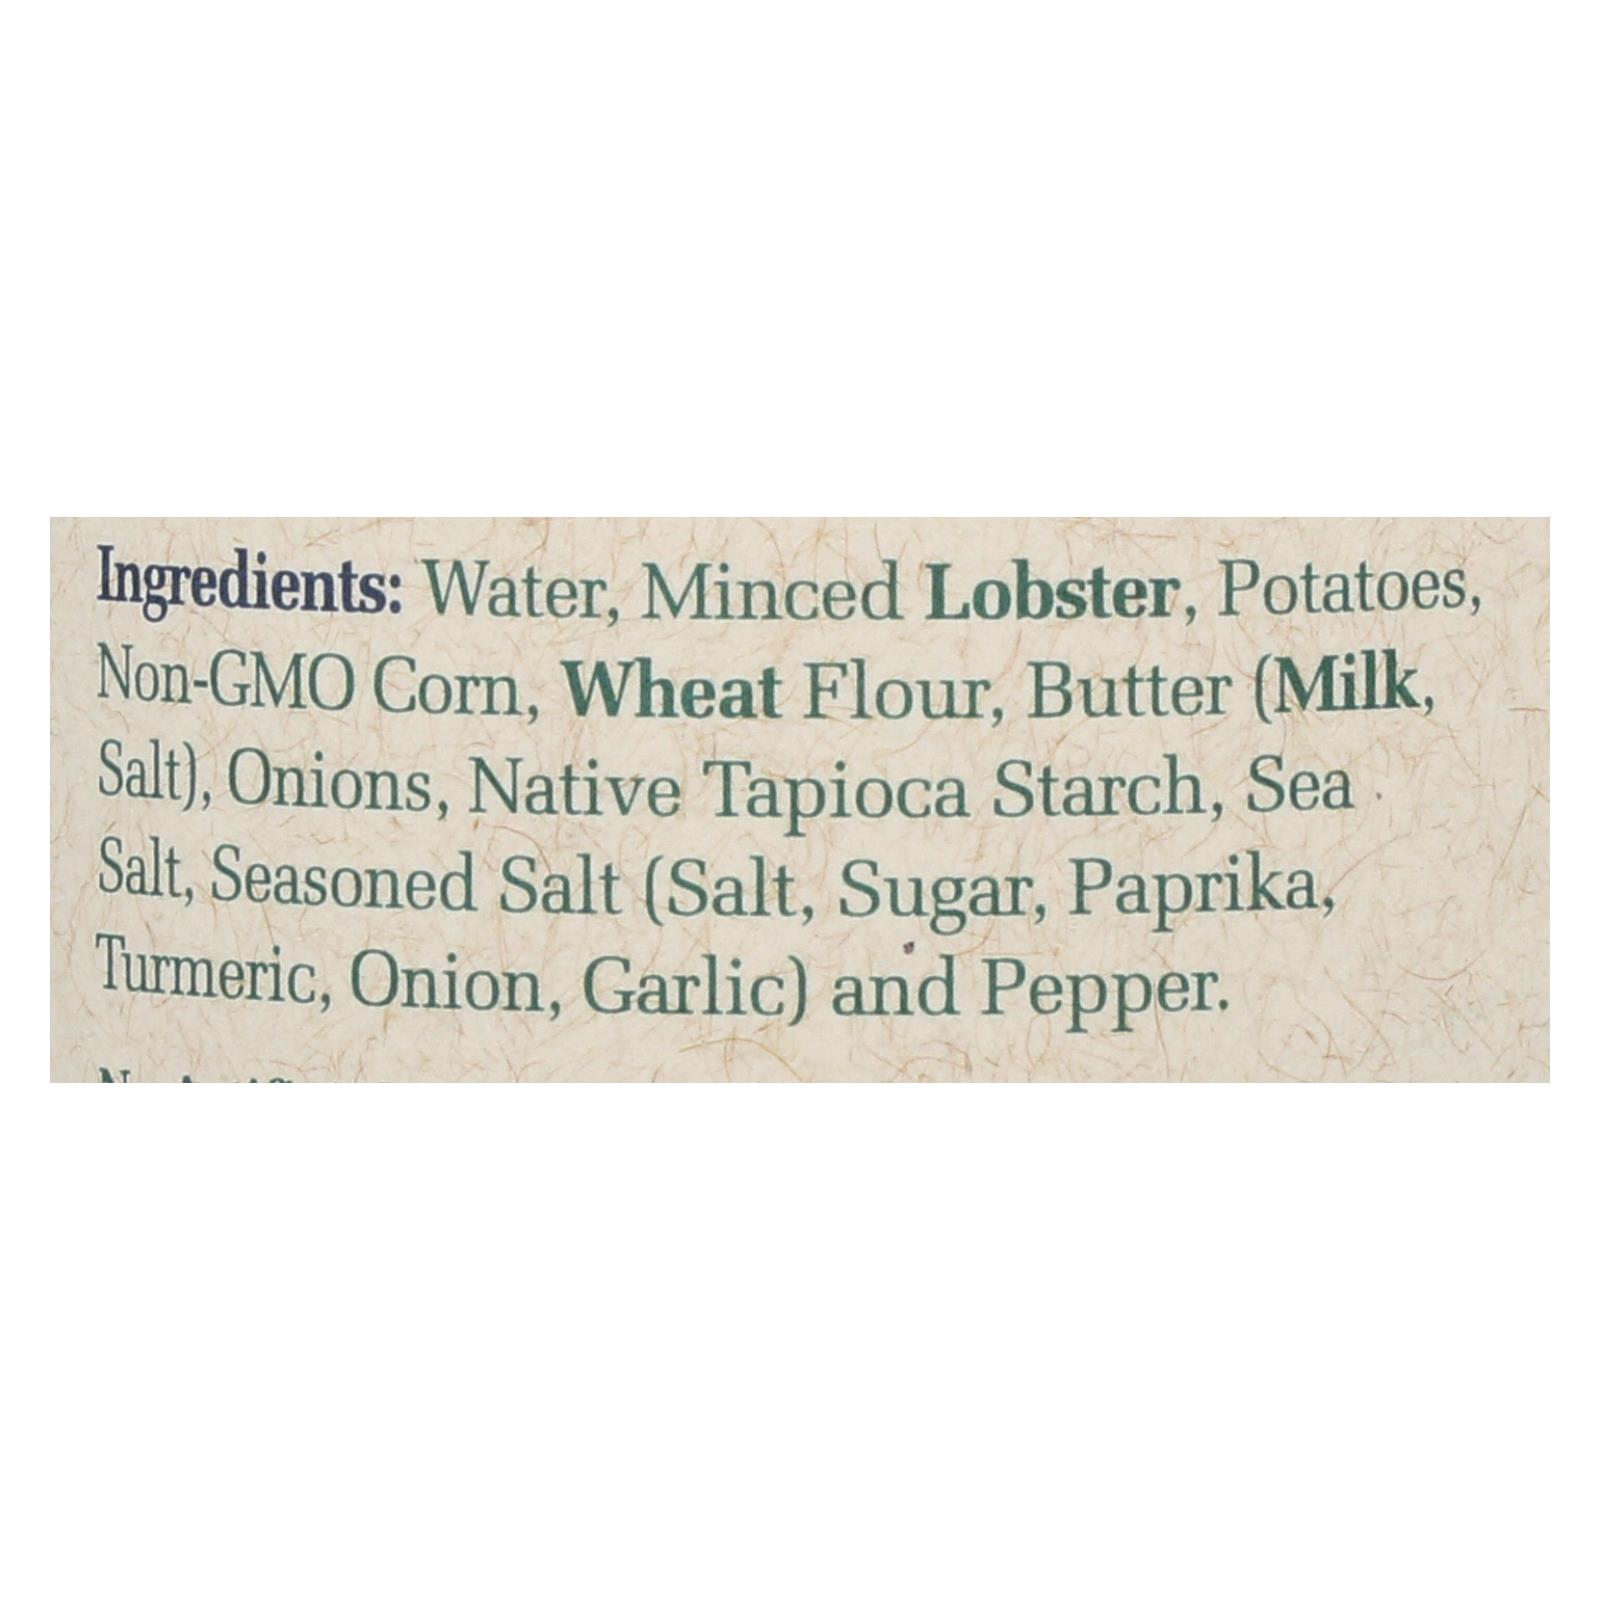 Ingredients: Water, Minced Lobster, Potatoes,
Non-GMO Corn, Wheat Flour, Butter (Milk,
Salt), Onions, Native Tapioca Starch, Sea
Salt, Seasoned Salt (Salt, Sugar, Paprika,
Turmeric, Onion, Garlic) and Pepper.